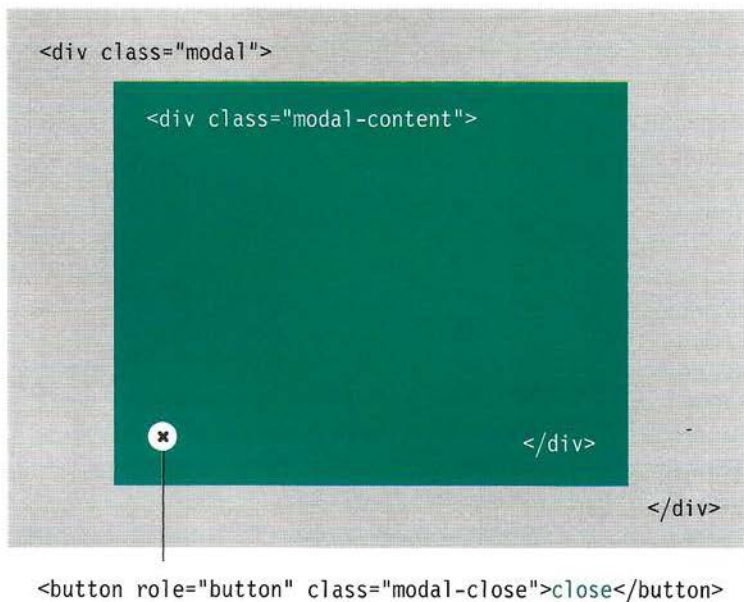 <div class="modal">
<div class="modal-content">
</div>
</div>
<button role="button" class="modal-close">close</button>